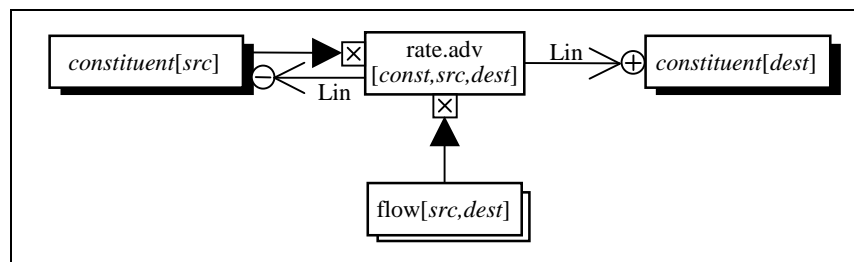 constituent[src]
rate.adv
[const,src,dest]
Lin
Lin
constituent[dest]
flow[src,dest]